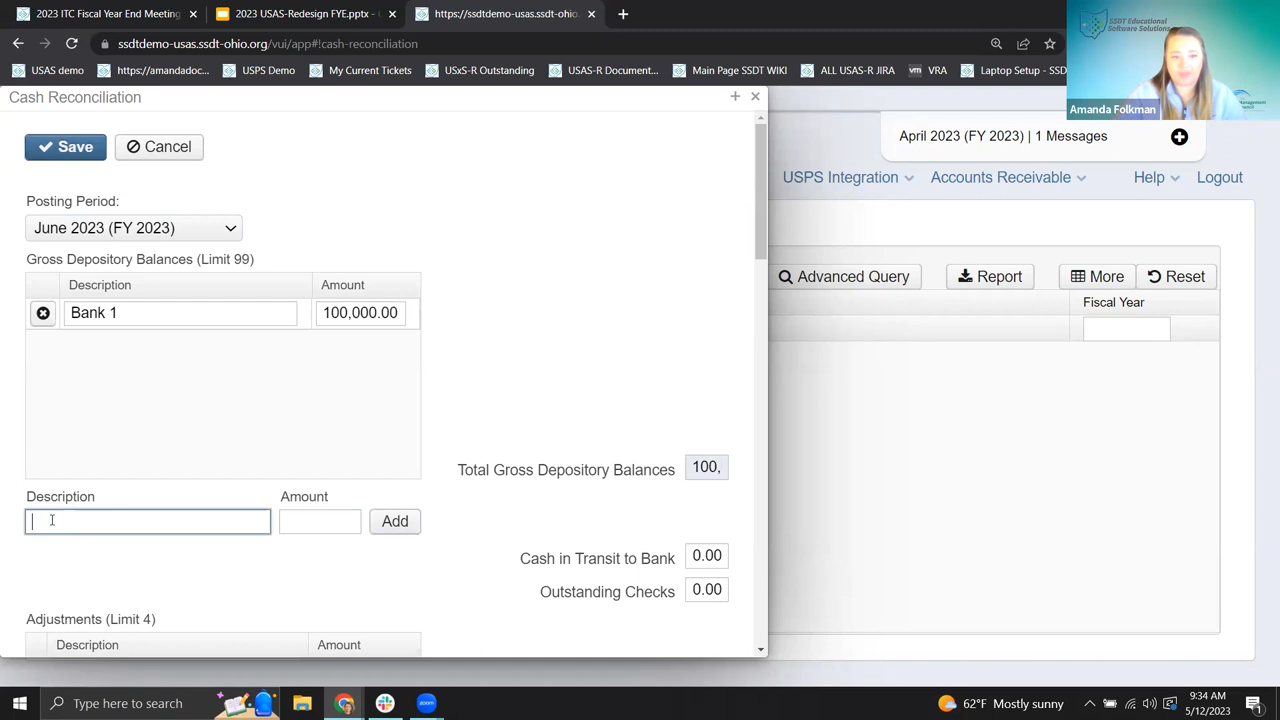 2023 ITC Fiscal Year End Meeting
2023 USAS-Redesign FYE.pptx -
https://ssdtdemo-usas.ssdt-ohio.
ssdtdemo-usas.ssdt-ohio.org/vui/app#!cash-reconciliation
USAS demo
https://amandadoc...
USPS Demo
My Current Tickets
USxS-R Outstanding
USAS-R Document...
Main Page SSDT WIKI
ALL USAS-R JIRA
VRA
Laptop Setup - SSD
SSDT Educational
Software Solutions
Amanda Folkman
Cash Reconciliation
April 2023 (FY 2023) | 1 Messages
Save
Cancel
USPS Integration
Accounts Receivable
Help
Logout
Posting Period:
June 2023 (FY 2023)
Gross Depository Balances (Limit 99)
Description
Amount
Bank 1
100,000.00
Advanced Query
Report
More
Reset
Fiscal Year
Total Gross Depository Balances
100,
Description
Amount
Add
Cash in Transit to Bank
0.00
Outstanding Checks
0.00
Adjustments (Limit 4)
Description
Amount
Type here to search
zoom
62°F Mostly sunny
9:34 AM
5/12/2023
1